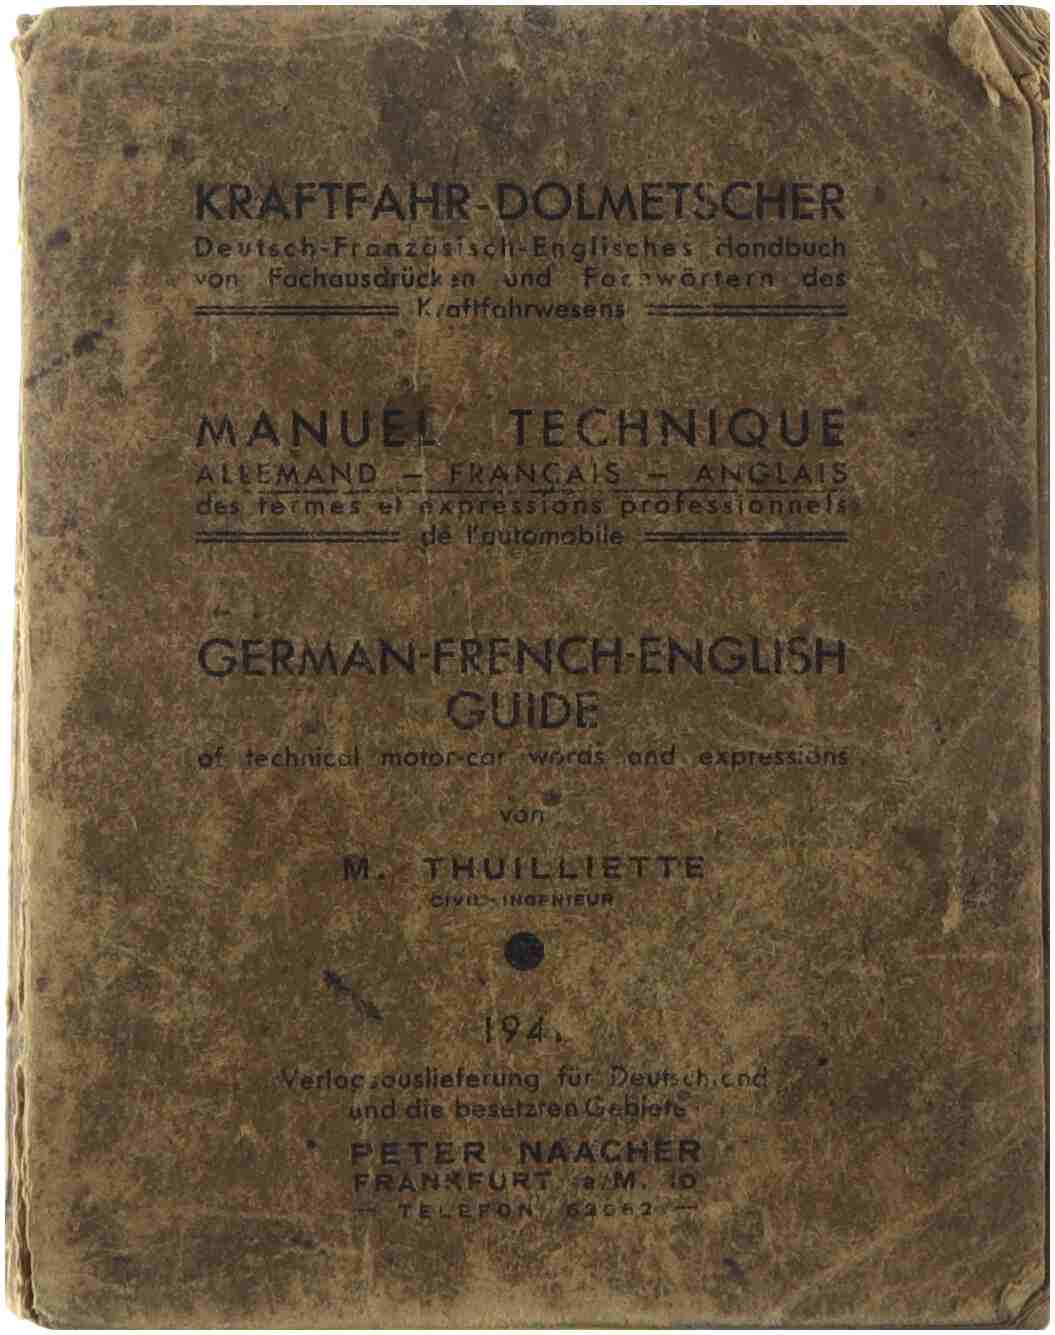 KRAFTFAHR-DOLMETSCHER
Deutsch-Französisch-Englisches Handbuch
von Fachausdrücken und Fachwörtern des
Kraftfahrwesens
MANUEL TECHNIQUE
ALLEMAND — FRANÇAIS — ANGLAIS
des termes et expressions professionnels
de l'automobile
GERMAN-FRENCH-ENGLISH
GUIDE
of technical motor-car words and expressions
von
M. THUILLIETTE
CIVIL-INGENIEUR
Verlagsauslieferung für Deutschland
und die besetzten Gebiete
PETER NAACHER
FRANKFURT a/M. 10
— TELEFON —